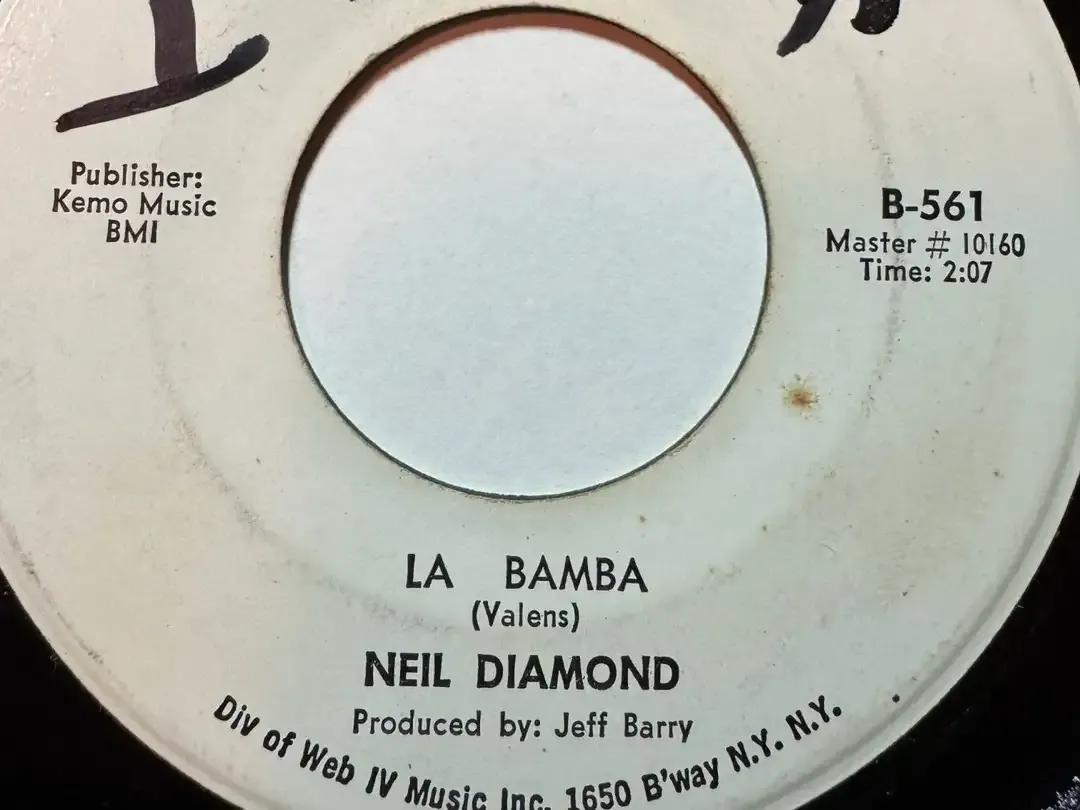 Publisher:
Kemo Music
BMI
B-561
Master # 10160
Time: 2:07
LA BAMBA
(Valens)
NEIL DIAMOND
Produced by: Jeff Barry
Div of Web IV Music Inc. 1650 B'way N.Y. N.Y.